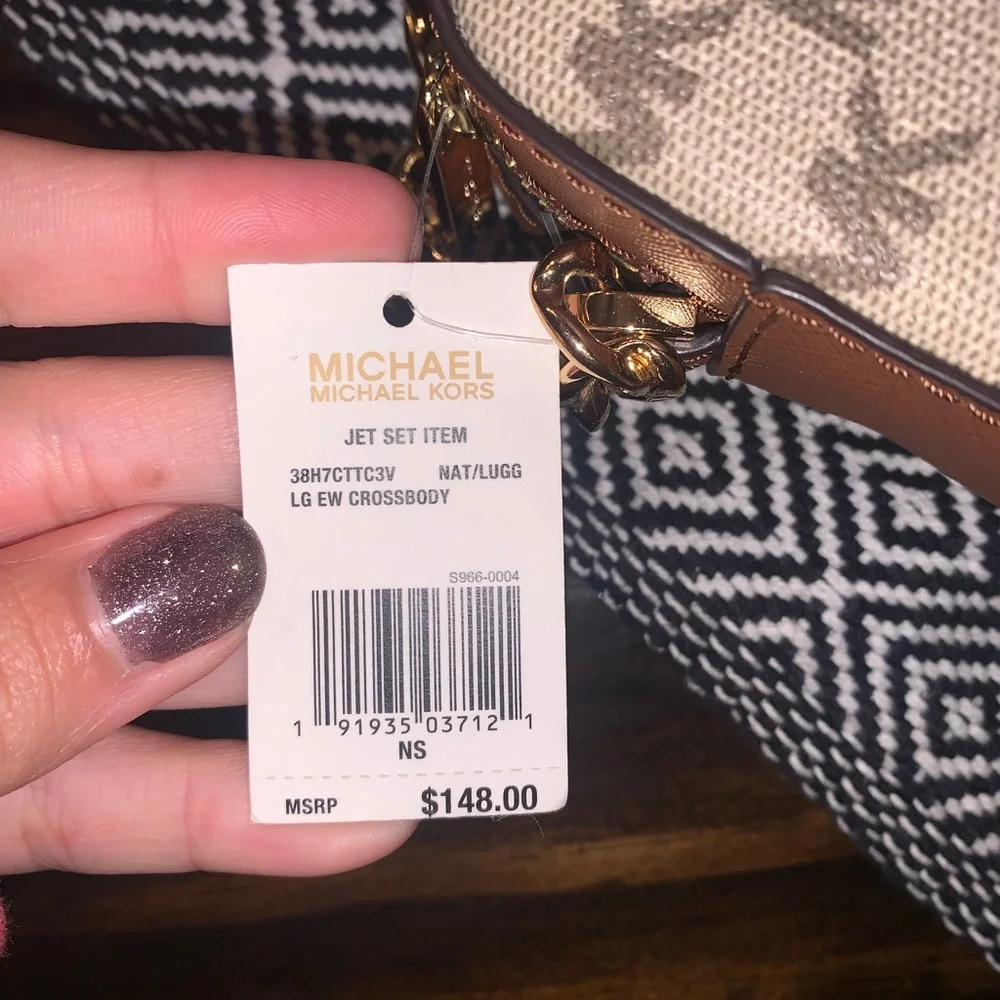 MICHAEL
MICHAEL KORS
JET SET ITEM
38H7CTTC3V NAT/LUGG
LG EW CROSSBODY
S966-0004
1 91935 03712 1
NS
MSRP $148.00